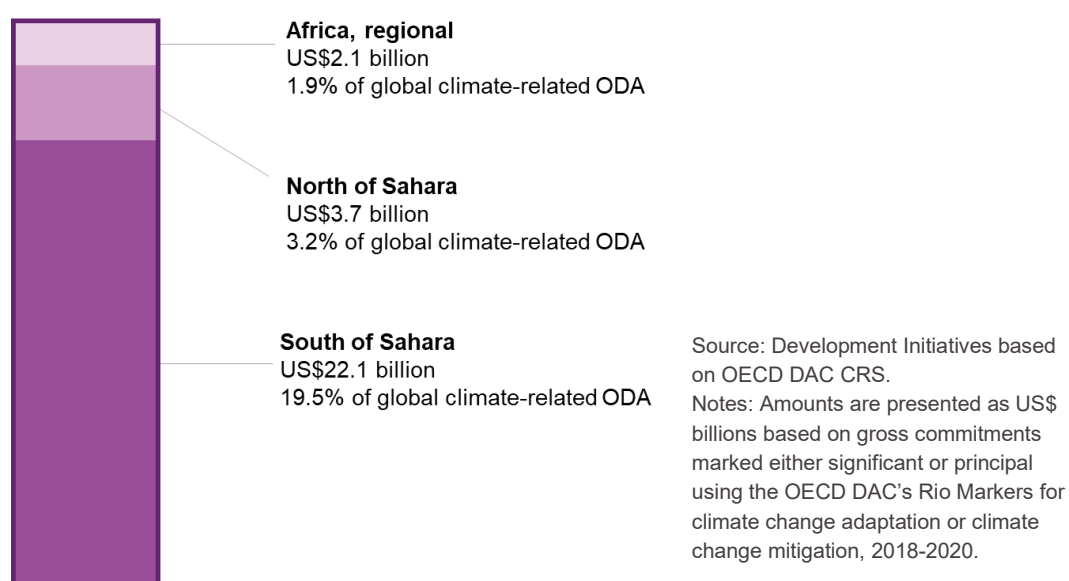 Africa, regional
US$2.1 billion
1.9% of global climate-related ODA
North of Sahara
US$3.7 billion
3.2% of global climate-related ODA
South of Sahara
US$22.1 billion
19.5% of global climate-related ODA
Source: Development Initiatives based
on OECD DAC CRS.
Notes: Amounts are presented as US$
billions based on gross commitments
marked either significant or principal
using the OECD DAC’s Rio Markers for
climate change adaptation or climate
change mitigation, 2018-2020.